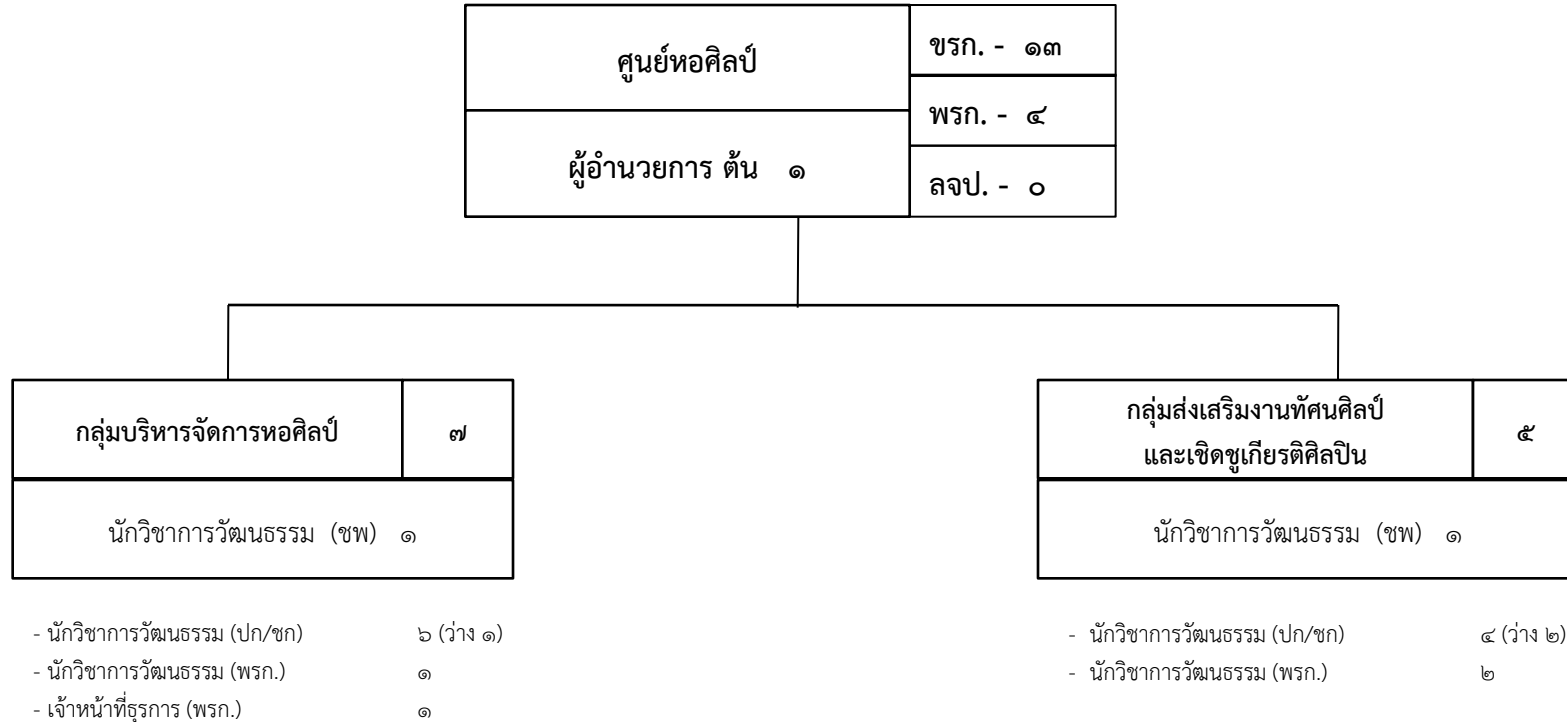 ศูนย์หอศิลป์
ขรก. - ๑๓
พรก. - ๔
ผู้อำนวยการ ต้น ๑
ลจป. - ๐
กลุ่มบริหารจัดการหอศิลป์ ๗
นักวิชาการวัฒนธรรม (ชพ) ๑
- นักวิชาการวัฒนธรรม (ปก/ชก) ๖ (ว่าง ๑)
- นักวิชาการวัฒนธรรม (พรก.) ๑
- เจ้าหน้าที่ธุรการ (พรก.) ๑
กลุ่มส่งเสริมงานทัศนศิลป์
และเชิดชูเกียรติศิลปิน
๕
นักวิชาการวัฒนธรรม (ชพ) ๑
- นักวิชาการวัฒนธรรม (ปก/ชก) ๔ (ว่าง ๒)
- นักวิชาการวัฒนธรรม (พรก.) ๒